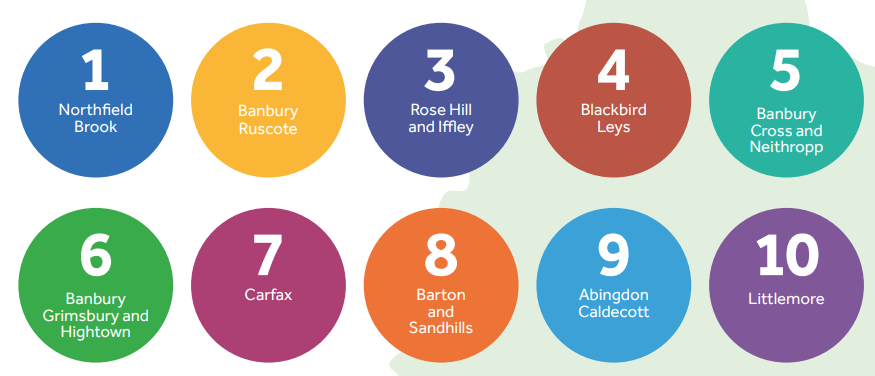 1
Northfield
Brook
2
Banbury
Ruscote
3
Rose Hill
and Iffley
4
Blackbird
Leys
5
Banbury
Cross and
Neithropp
6
Banbury
Grimsbury and
Hightown
7
Carfax
8
Barton
and
Sandhills
9
Abingdon
Caldecott
10
Littlemore